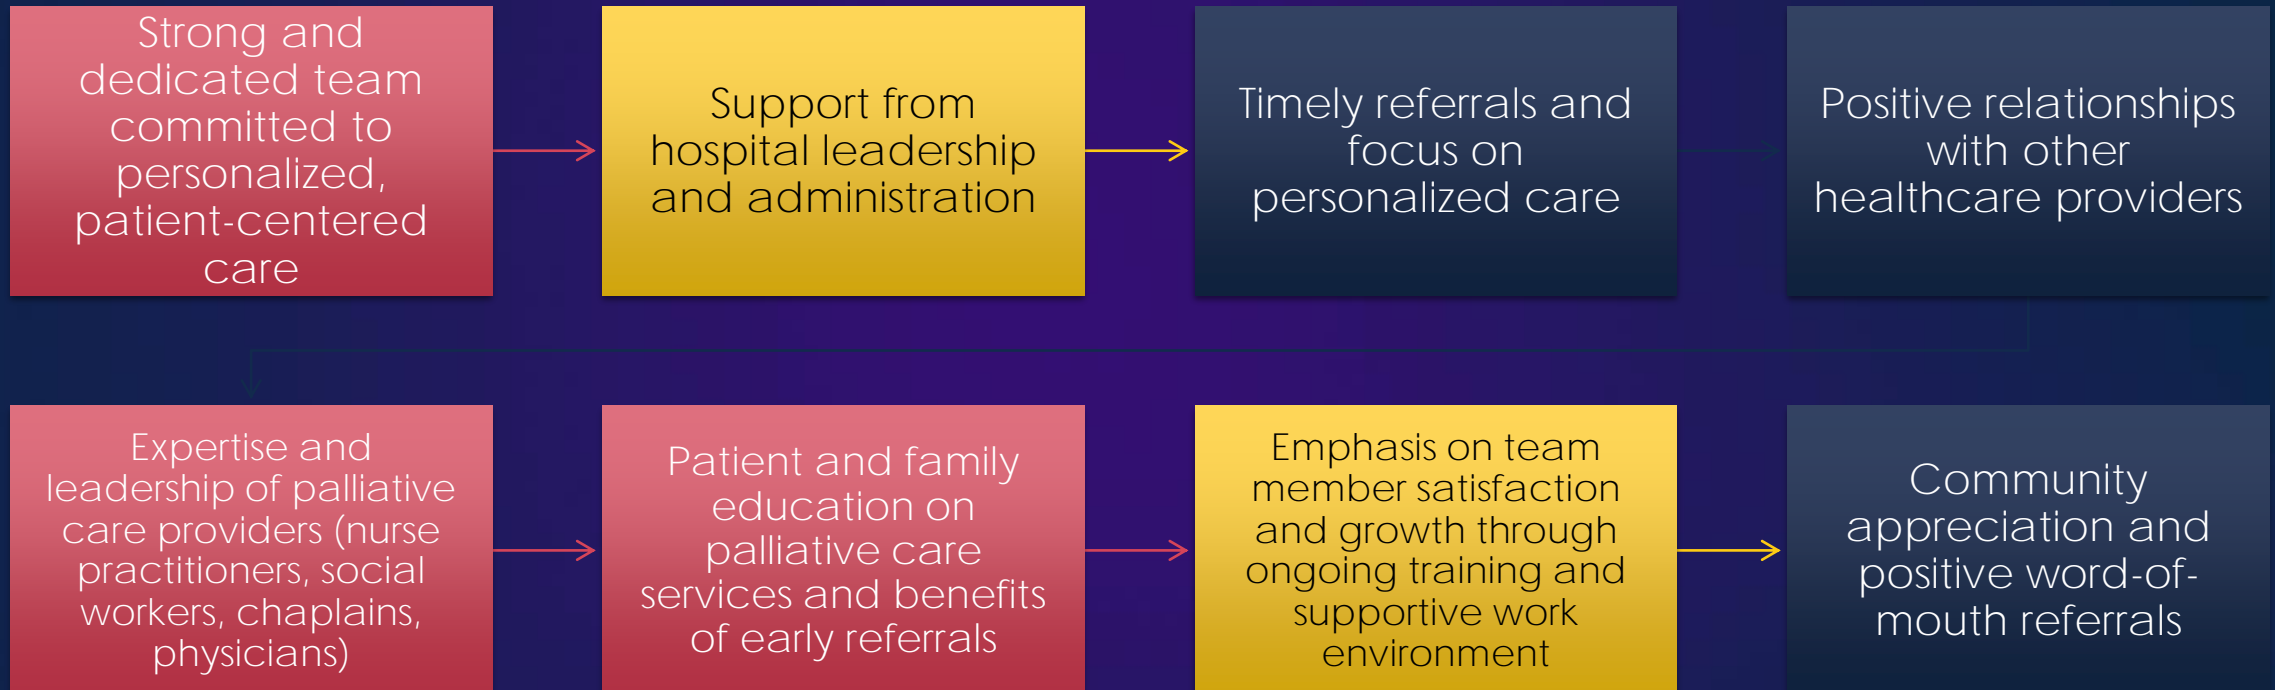 Strong and
dedicated team
committed to
personalized,
patient-centered
care
Support from
hospital leadership
and administration
Timely referrals and
focus on
personalized care
Positive relationships
with other
healthcare providers
Expertise and
leadership of palliative
care providers (nurse
practitioners, social
workers, chaplains,
physicians)
Patient and family
education on
palliative care
services and benefits
of early referrals
Emphasis on team
member satisfaction
and growth through
ongoing training and
supportive work
environment
Community
appreciation and
positive word-of-
mouth referrals